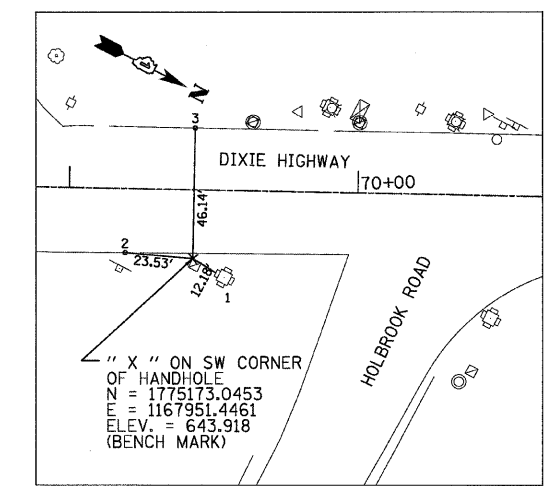 N
3
DIXIE HIGHWAY
70+00
46.14'
2
23.53'
12.18'
1
HOLBROOK ROAD
" X " ON SW CORNER
OF HANDHOLE
N = 1775173.0453
E = 1167951.4461
ELEV. = 643.918
(BENCH MARK)